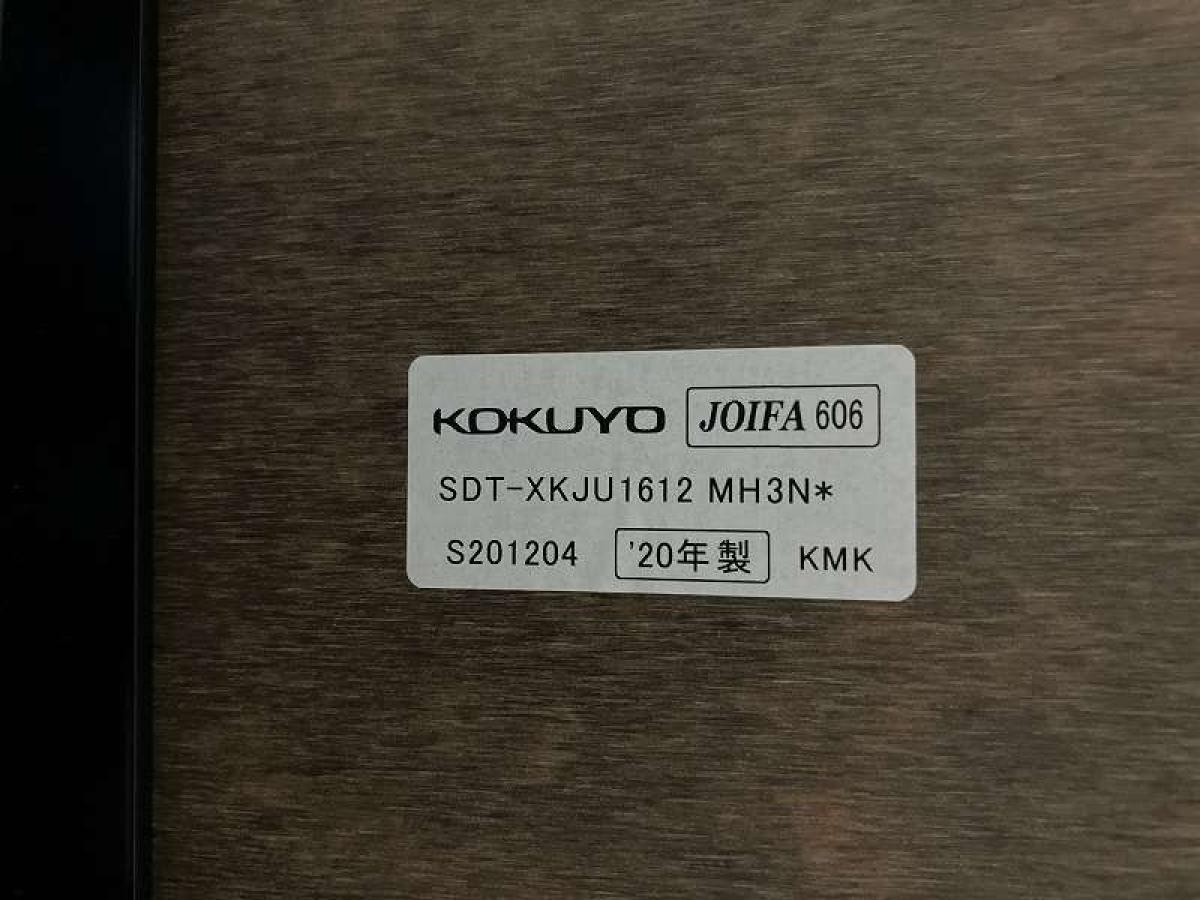 KOKUYO JOIFA 606
SDT-XKJU1612 MH3N*
S201204 '20年製 KMK